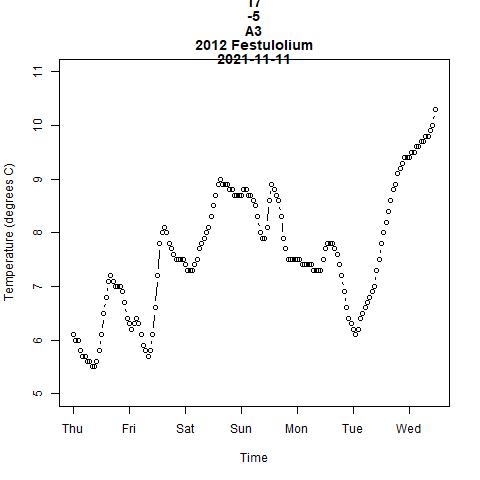 17
-5
A3
2012 Festulolium
2021-11-11
Temperature (degrees C)
11
10
9
8
7
6
5
Thu Fri Sat Sun Mon Tue Wed
Time